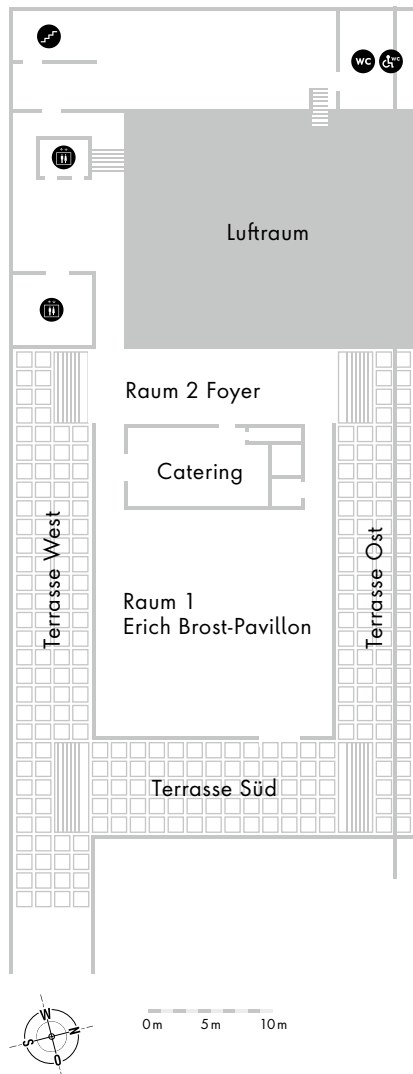 WC
WC
Luftraum
Raum 2 Foyer
Catering
Terrasse West
Terrasse Ost
Raum 1
Erich Brost-Pavillon
Terrasse Süd
W
N
S
O
0m 5m 10m